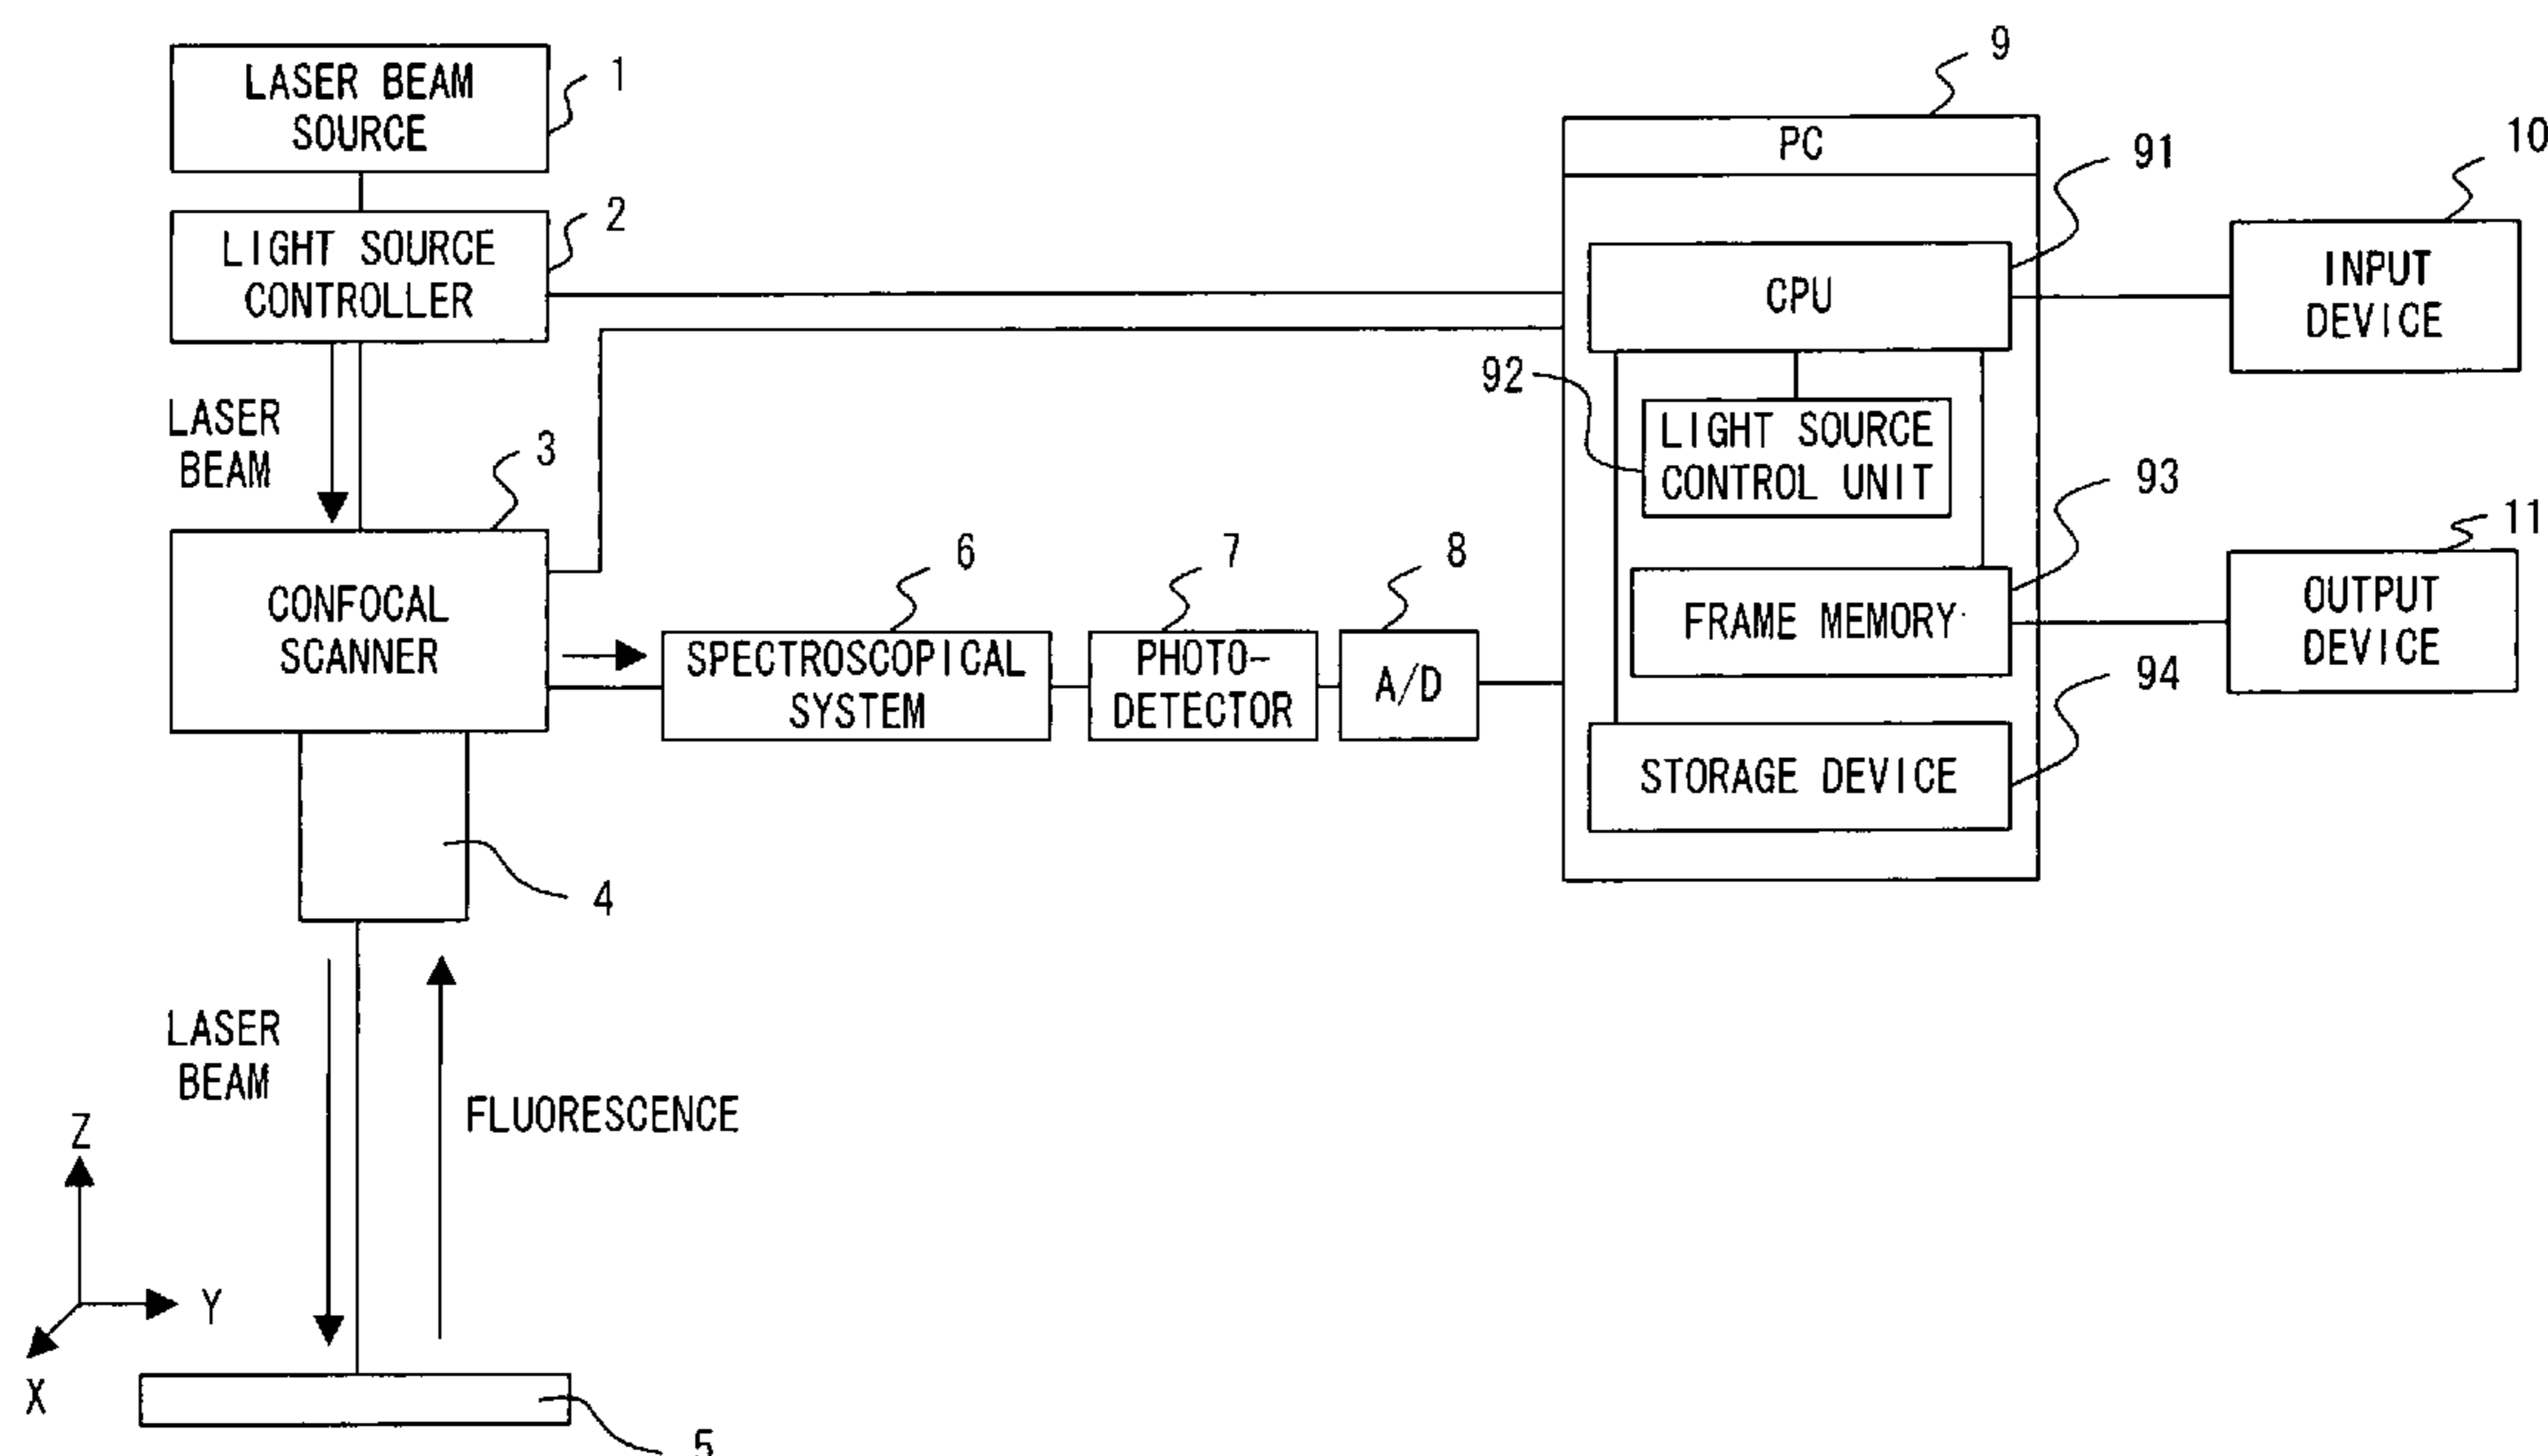 LASER BEAM
SOURCE
1
LIGHT SOURCE
CONTROLLER
2
LASER
BEAM
3
CONFOCAL
SCANNER
4
LASER
BEAM
FLUORESCENCE
Z
Y
X
5
6
SPECTROSCOPICAL
SYSTEM
7
PHOTO-
DETECTOR
8
A/D
9
PC
91
CPU
92
LIGHT SOURCE
CONTROL UNIT
93
FRAME MEMORY
94
STORAGE DEVICE
10
INPUT
DEVICE
11
OUTPUT
DEVICE